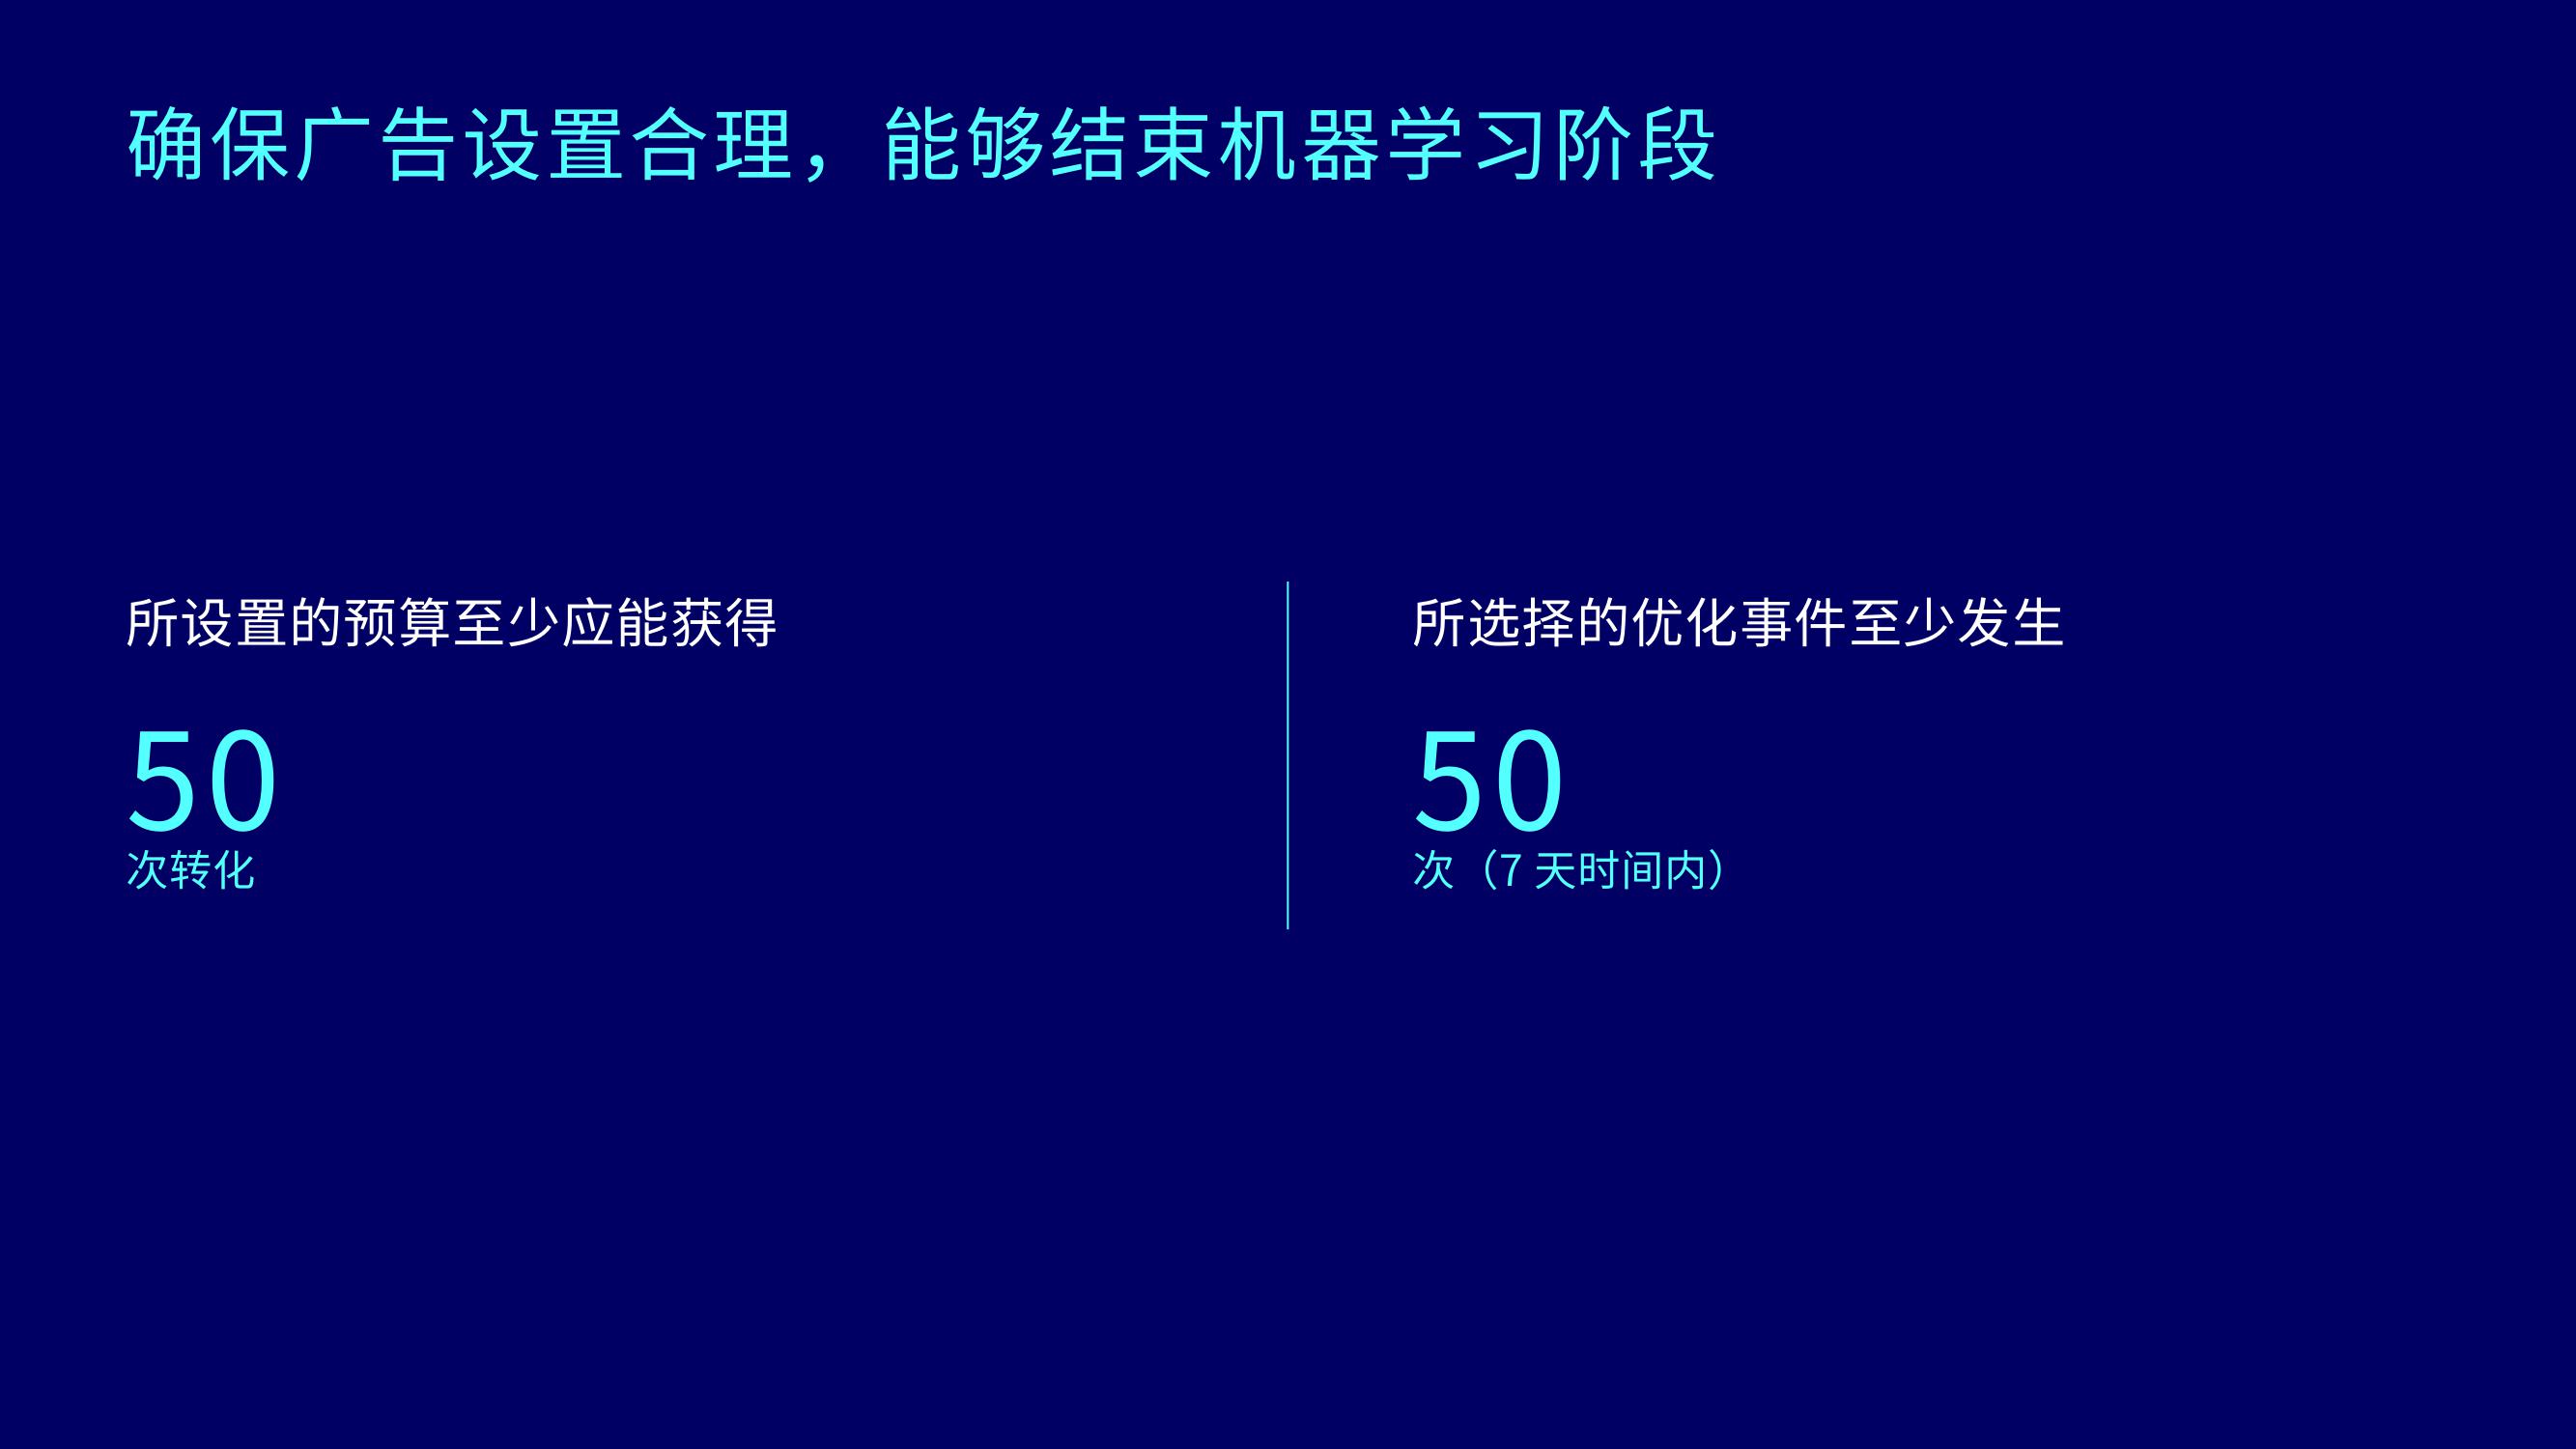 确保广告设置合理，能够结束机器学习阶段
所设置的预算至少应能获得
50
次转化
所选择的优化事件至少发生
50
次（7 天时间内）